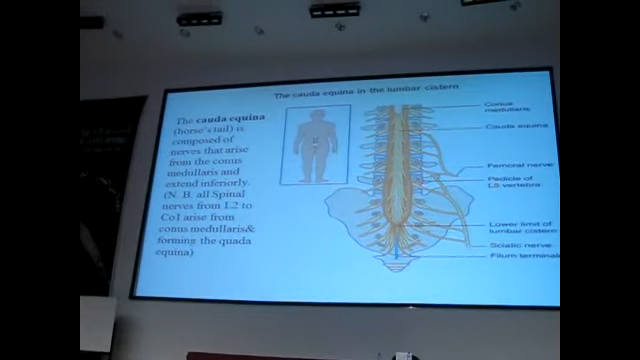 The cauda equina in the lumbar cistern
The cauda equina
(horse's tail) is
composed of
nerves that arise
from the conus
medullaris and
extend inferiorly.
(N. B. all Spinal
nerves from L2 to
Co1 arise from
conus medullaris&
forming the quada
equina)
Conus
medullaris
Cauda equina
Femoral nerve
Pedicle of
L5 vertebra
Lower limit of
lumbar cistern
Sciatic nerve
Filum terminale